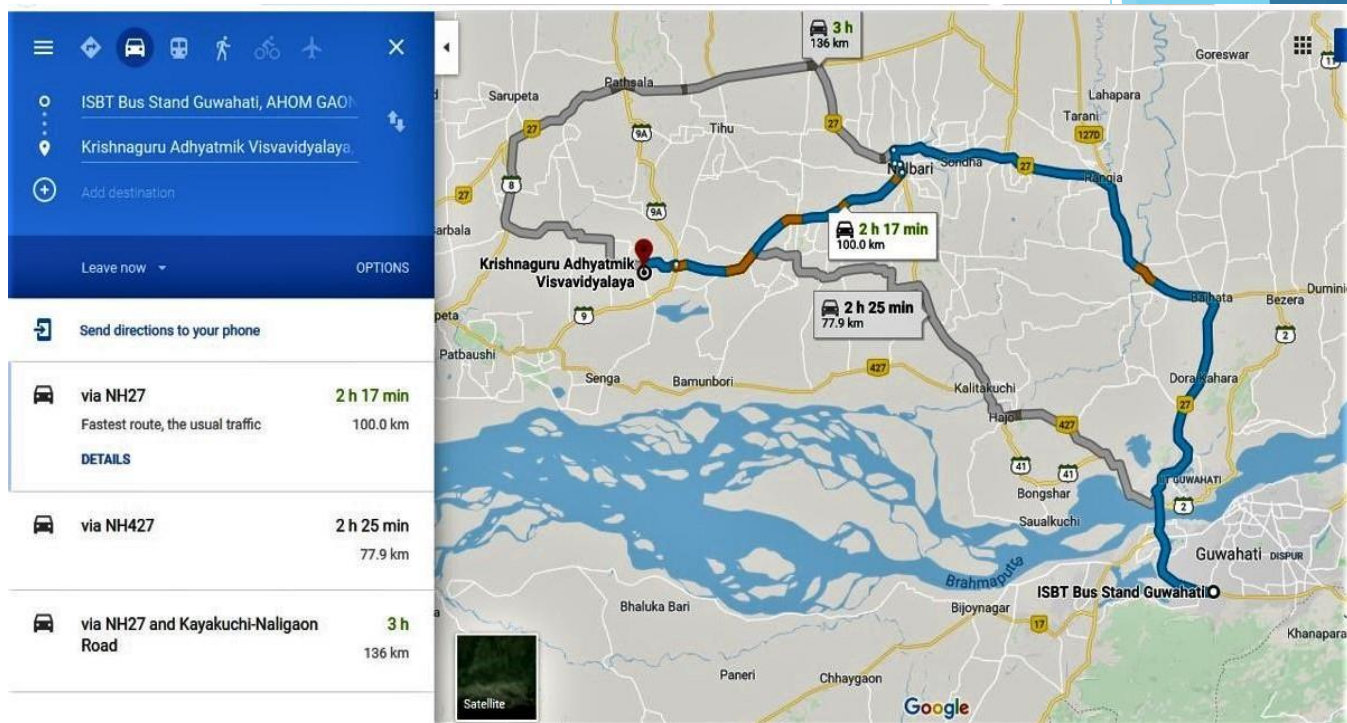 ISBT Bus Stand Guwahati, AHOM GAON
Krishnaguru Adhyatmik Visvavidyalaya,
Add destination
Leave now
OPTIONS
Send directions to your phone
via NH27
2 h 17 min
Fastest route, the usual traffic
100.0 km
DETAILS
via NH427
2 h 25 min
77.9 km
via NH27 and Kayakuchi-Naligaon
Road
3 h
136 km
3 h
136 km
Goreswar
11
Pathsala
Sarupeta
Lahapara
Tarani
127D
27
9A
Tihu
27
Nalbari
Sondha
27
Rangia
8
27
9A
arbala
2 h 17 min
100.0 km
Krishnaguru Adhyatmik
Visvavidyalaya
2 h 25 min
77.9 km
Baihata
Bezera
Dumini
peta
9
2
Patbaushi
427
Senga
Bamunbori
Kalitakuchi
Dora Kahara
27
Hajo
427
41
41
Bongshar
IT GUWAHATI
2
Saualkuchi
Guwahati
DISPUR
Brahmaputra
ISBT Bus Stand Guwahati
Bhaluka Bari
Bijoynagar
17
Khanapara
Paneri
Chhaygaon
Satellite
Google